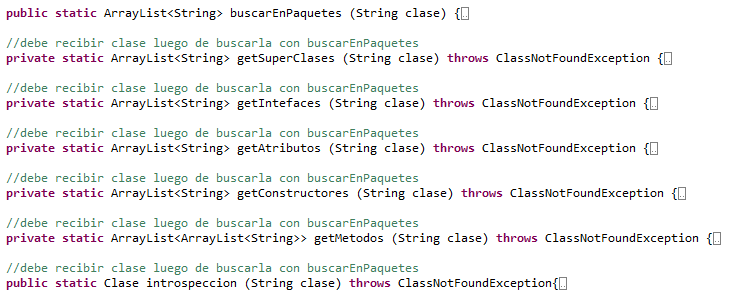 public static ArrayList<String> buscarEnPaquetes (String clase) {
//debe recibir clase luego de buscarla con buscarEnPaquetes
private static ArrayList<String> getSuperClases (String clase) throws ClassNotFoundException {
//debe recibir clase luego de buscarla con buscarEnPaquetes
private static ArrayList<String> getIntefaces (String clase) throws ClassNotFoundException {
//debe recibir clase luego de buscarla con buscarEnPaquetes
private static ArrayList<String> getAtributos (String clase) throws ClassNotFoundException {
//debe recibir clase luego de buscarla con buscarEnPaquetes
private static ArrayList<String> getConstructores (String clase) throws ClassNotFoundException {
//debe recibir clase luego de buscarla con buscarEnPaquetes
private static ArrayList<ArrayList<String>> getMetodos (String clase) throws ClassNotFoundException {
//debe recibir clase luego de buscarla con buscarEnPaquetes
public static Clase introspeccion (String clase) throws ClassNotFoundException{